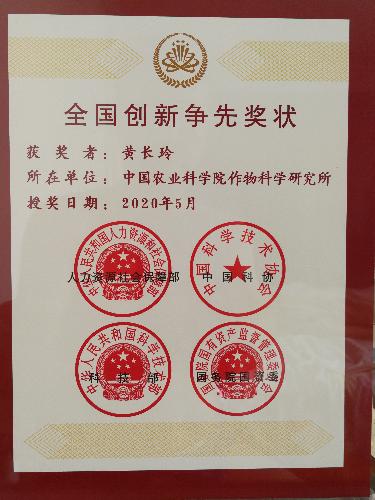 全国创新争先奖状
获奖者：黄长玲
所在单位：中国农业科学院作物科学研究所
授奖日期：2020年5月
中华人民共和国人力资源和社会保障部
人力资源社会保障部
中国科学技术协会
中国科协
中华人民共和国科学技术部
科技部
国务院国有资产监督管理委员会
国务院国资委